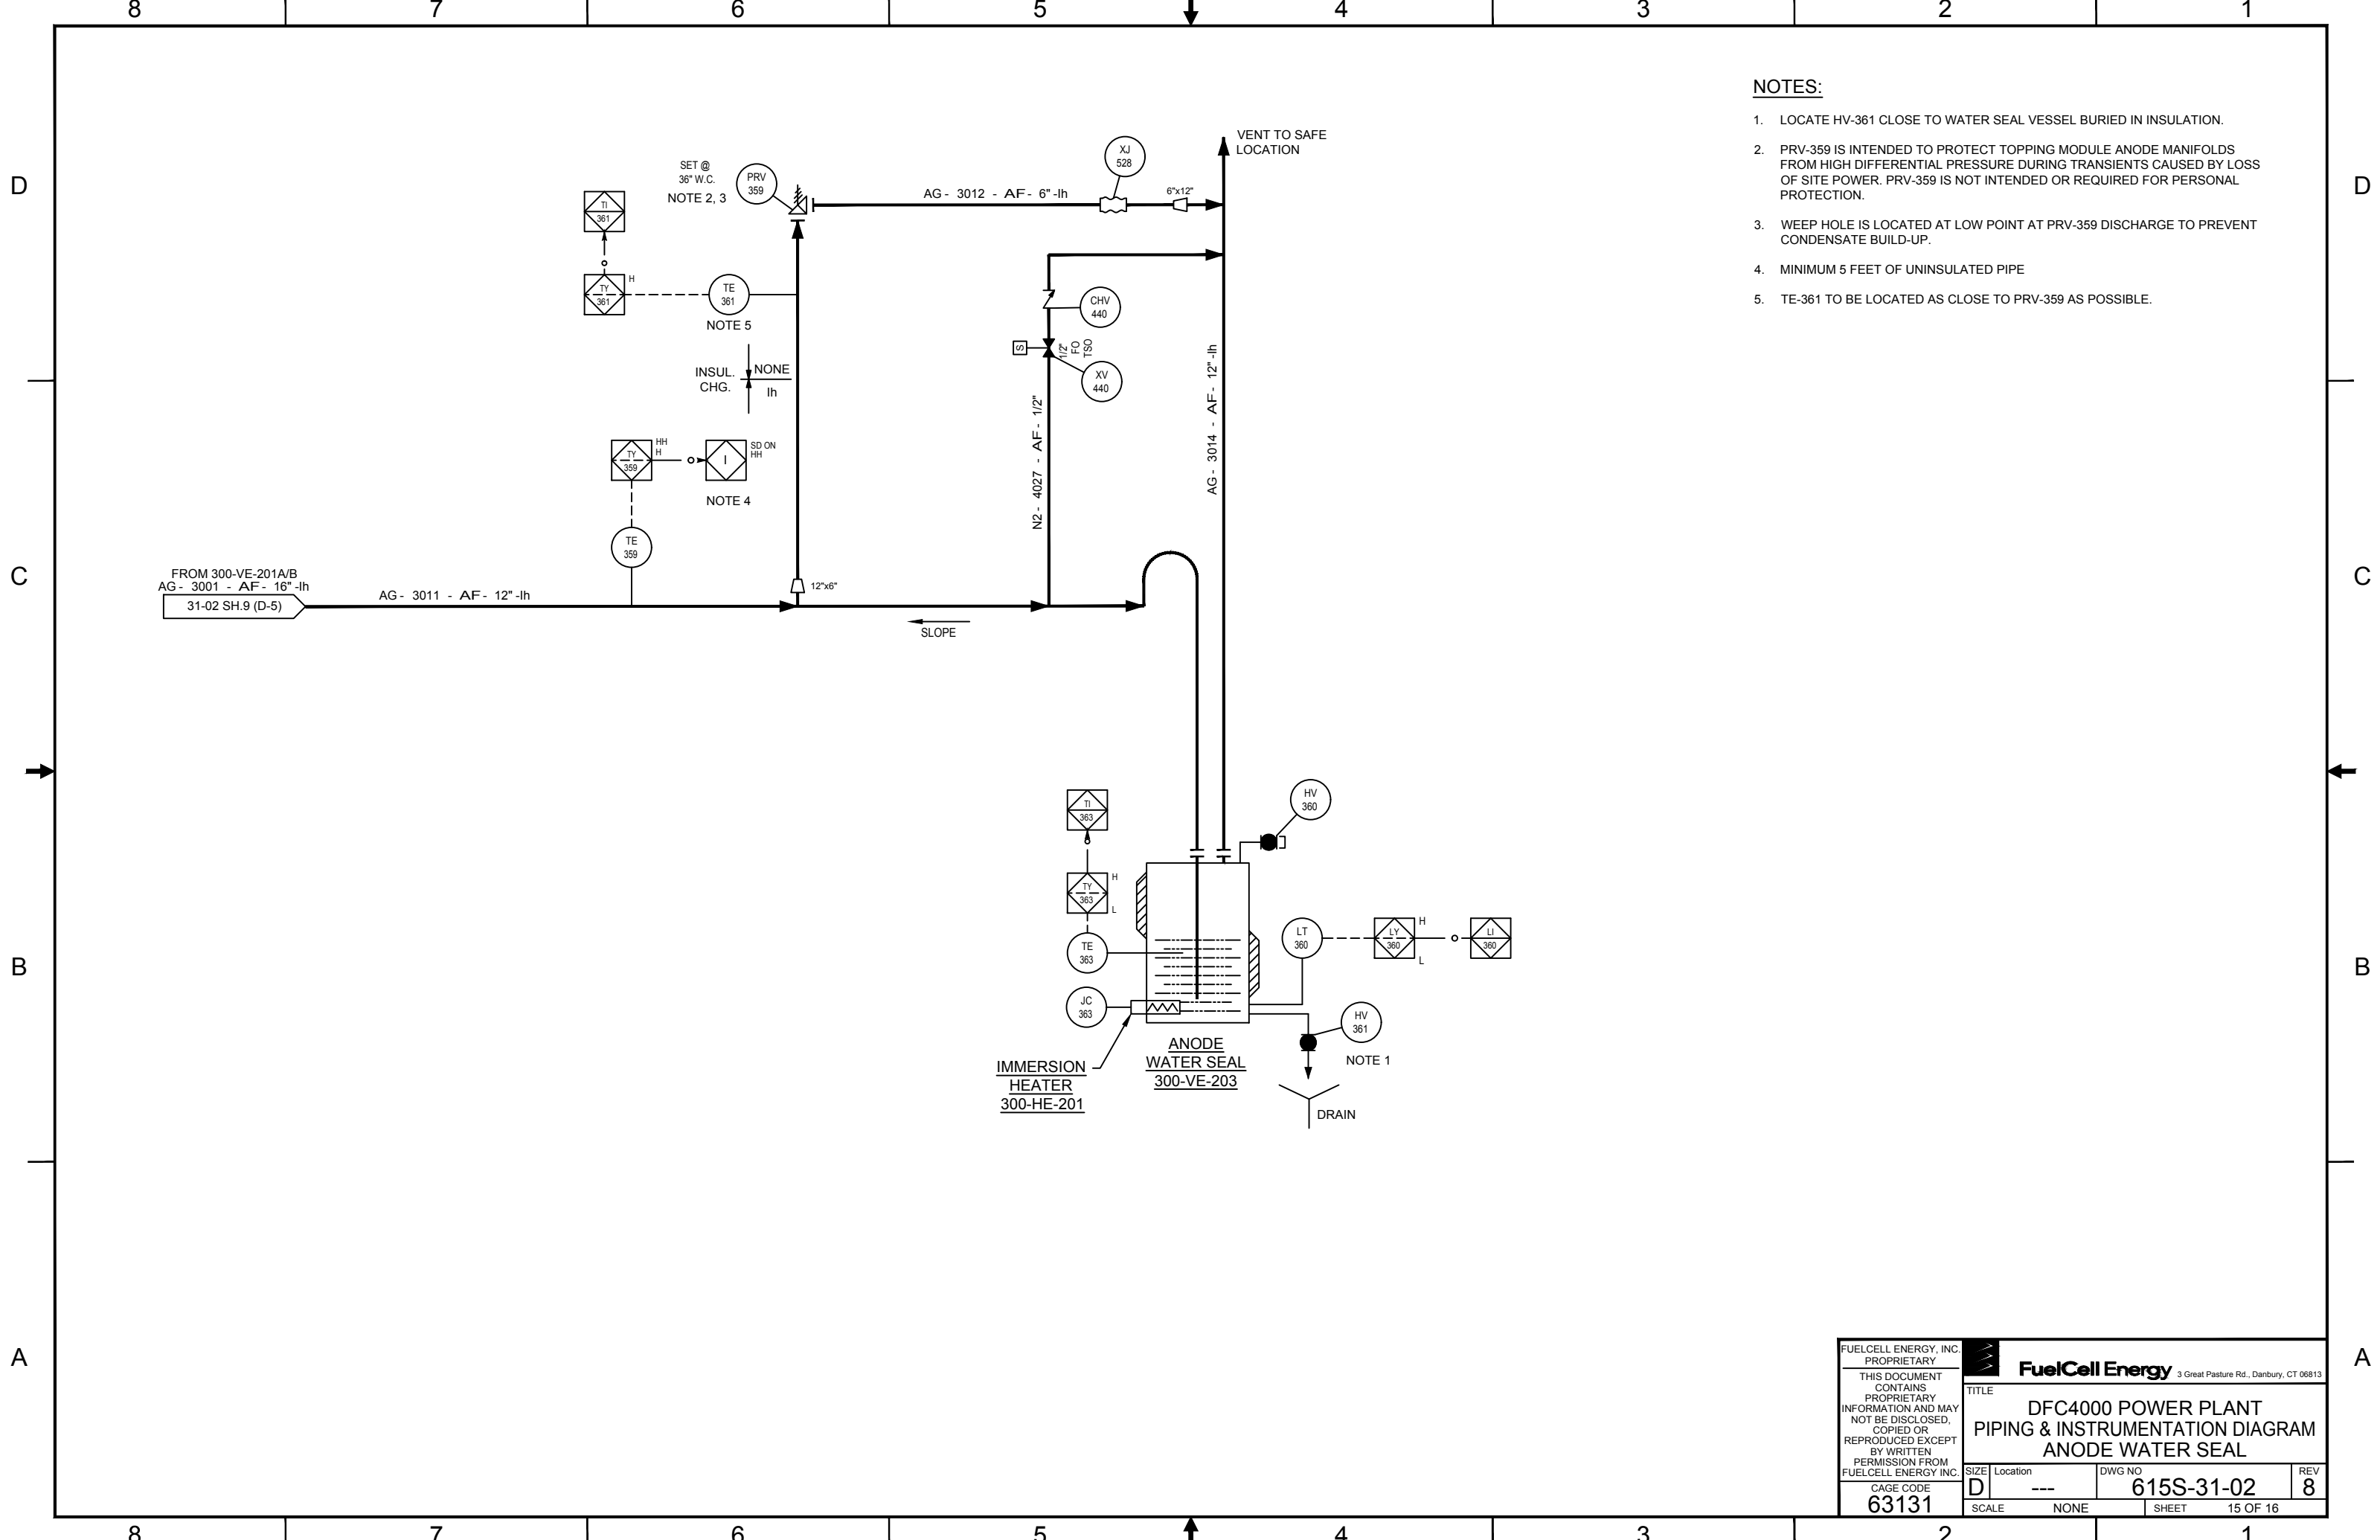 8 7 6 5 4 3 2 1
D
D
C
C
B
B
A
A
NOTES:
1. LOCATE HV-361 CLOSE TO WATER SEAL VESSEL BURIED IN INSULATION.
2. PRV-359 IS INTENDED TO PROTECT TOPPING MODULE ANODE MANIFOLDS
FROM HIGH DIFFERENTIAL PRESSURE DURING TRANSIENTS CAUSED BY LOSS
OF SITE POWER. PRV-359 IS NOT INTENDED OR REQUIRED FOR PERSONAL
PROTECTION.
3. WEEP HOLE IS LOCATED AT LOW POINT AT PRV-359 DISCHARGE TO PREVENT
CONDENSATE BUILD-UP.
4. MINIMUM 5 FEET OF UNINSULATED PIPE
5. TE-361 TO BE LOCATED AS CLOSE TO PRV-359 AS POSSIBLE.
VENT TO SAFE
LOCATION
XJ
528
SET @
36" W.C.
NOTE 2, 3
PRV
359
AG - 3012 - AF - 6" -Ih
6"x12"
TI
361
TY
361
H
TE
361
NOTE 5
CHV
440
S
1/2"
FO
TSO
XV
440
INSUL.
CHG.
NONE
Ih
N2 - 4027 - AF - 1/2"
AG - 3014 - AF - 12" -Ih
TY
359
HH
H
I
SD ON
HH
NOTE 4
TE
359
FROM 300-VE-201A/B
AG - 3001 - AF - 16" -Ih
31-02 SH.9 (D-5)
AG - 3011 - AF - 12" -Ih
12"x6"
SLOPE
TI
363
TY
363
H
L
TE
363
JC
363
HV
360
LT
360
LY
360
H
L
LI
360
HV
361
NOTE 1
DRAIN
IMMERSION
HEATER
300-HE-201
ANODE
WATER SEAL
300-VE-203
FUELCELL ENERGY, INC.
PROPRIETARY
THIS DOCUMENT
CONTAINS
PROPRIETARY
INFORMATION AND MAY
NOT BE DISCLOSED,
COPIED OR
REPRODUCED EXCEPT
BY WRITTEN
PERMISSION FROM
FUELCELL ENERGY INC.
CAGE CODE
63131
FuelCell Energy 3 Great Pasture Rd., Danbury, CT 06813
TITLE
DFC4000 POWER PLANT
PIPING & INSTRUMENTATION DIAGRAM
ANODE WATER SEAL
SIZE
D
Location
---
DWG NO
615S-31-02
REV
8
SCALE NONE
SHEET 15 OF 16
8 7 6 5 4 3 2 1